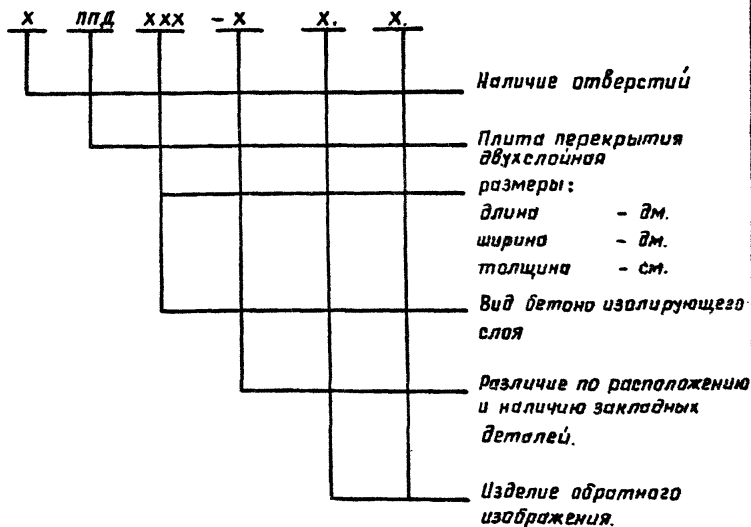 х ппд ххх - х х. х.
Наличие отверстий
Плита перекрытия
двухслойная
размеры:
длина - дм.
ширина - дм.
толщина - см.
Вид бетоно изолирующего
слоя
Различие по расположению
и наличию закладных
деталей.
Изделие обратного
изображения.